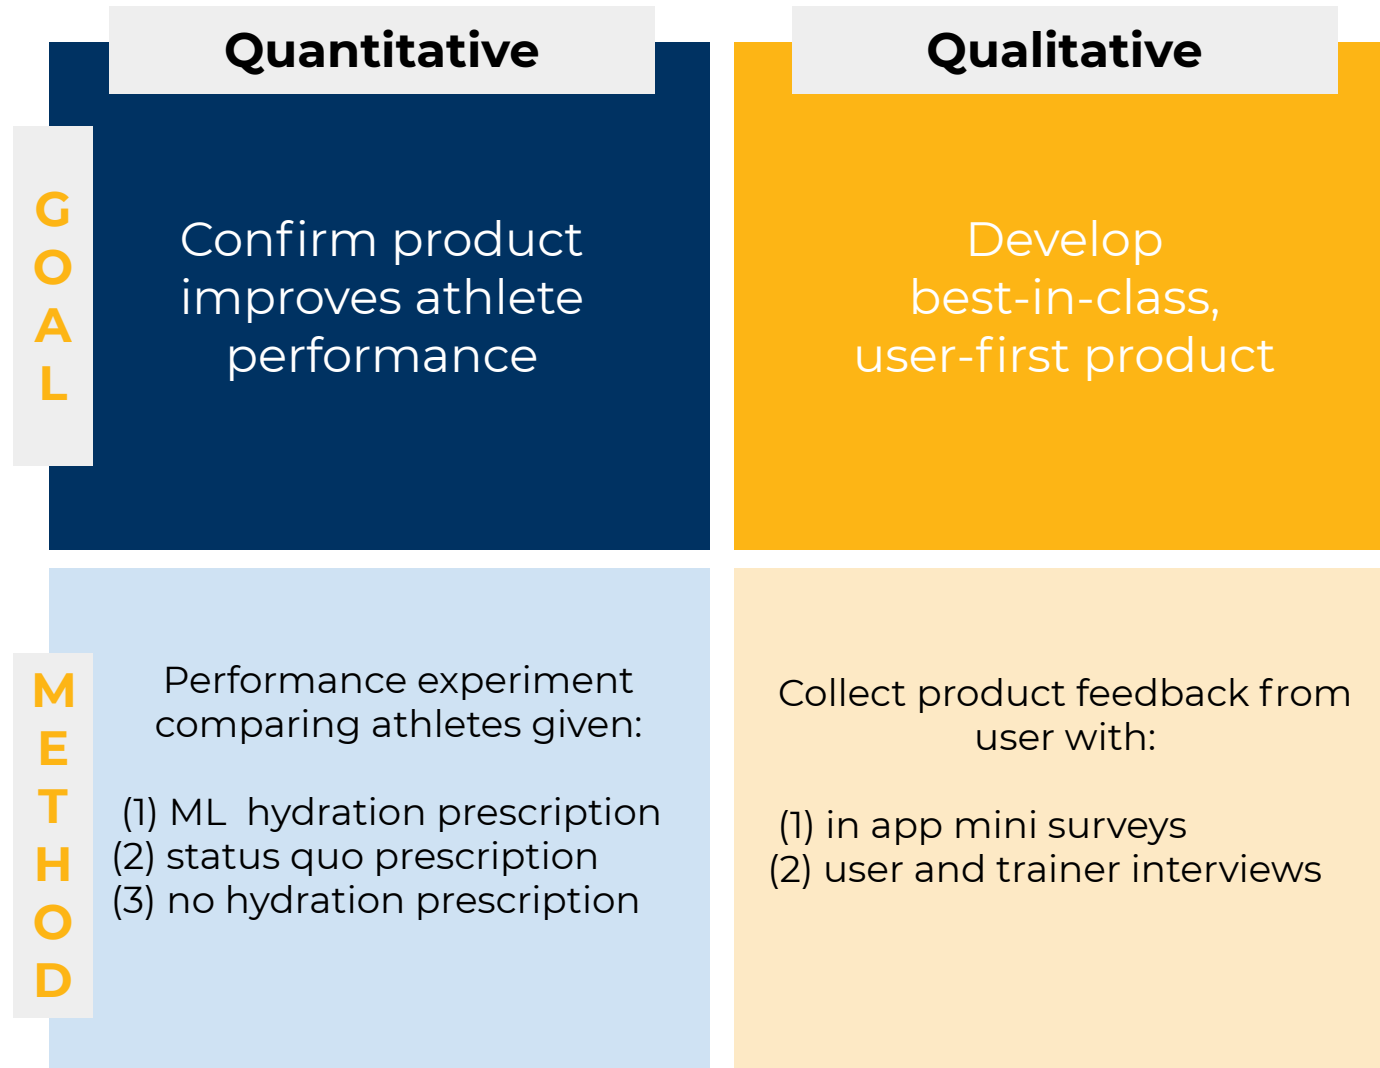 Quantitative
Qualitative
GOAL
Confirm product
improves athlete
performance
Develop
best-in-class,
user-first product
METHOD
Performance experiment
comparing athletes given:
(1) ML  hydration prescription
(2) status quo prescription
(3) no hydration prescription
Collect product feedback from
user with:
(1) in app mini surveys
(2) user and trainer interviews